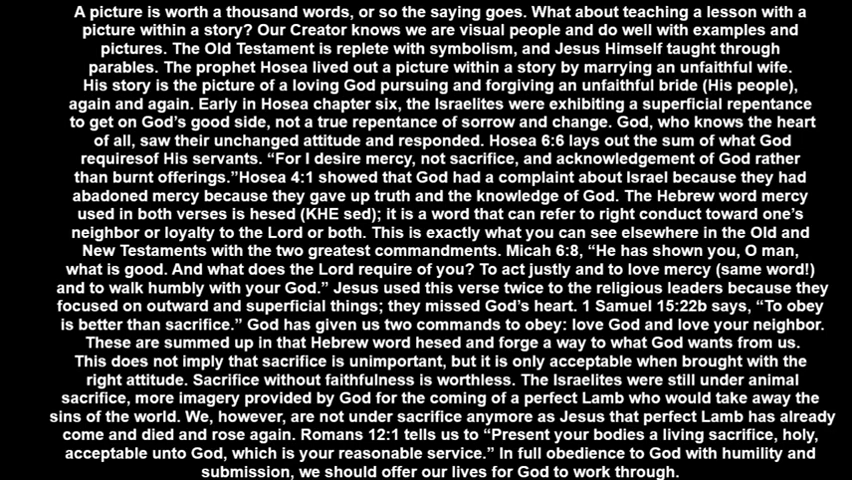 A picture is worth a thousand words, or so the saying goes. What about teaching a lesson with a
picture within a story? Our Creator knows we are visual people and do well with examples and
pictures. The Old Testament is replete with symbolism, and Jesus Himself taught through
parables. The prophet Hosea lived out a picture within a story by marrying an unfaithful wife.
His story is the picture of a loving God pursuing and forgiving an unfaithful bride (His people),
again and again. Early in Hosea chapter six, the Israelites were exhibiting a superficial repentance
to get on God’s good side, not a true repentance of sorrow and change. God, who knows the heart
of all, saw their unchanged attitude and responded. Hosea 6:6 lays out the sum of what God
requiresof His servants. “For I desire mercy, not sacrifice, and acknowledgement of God rather
than burnt offerings.”Hosea 4:1 showed that God had a complaint about Israel because they had
abadoned mercy because they gave up truth and the knowledge of God. The Hebrew word mercy
used in both verses is hesed (KHE sed); it is a word that can refer to right conduct toward one’s
neighbor or loyalty to the Lord or both. This is exactly what you can see elsewhere in the Old and
New Testaments with the two greatest commandments. Micah 6:8, “He has shown you, O man,
what is good. And what does the Lord require of you? To act justly and to love mercy (same word!)
and to walk humbly with your God.” Jesus used this verse twice to the religious leaders because they
focused on outward and superficial things; they missed God’s heart. 1 Samuel 15:22b says, “To obey
is better than sacrifice.” God has given us two commands to obey: love God and love your neighbor.
These are summed up in that Hebrew word hesed and forge a way to what God wants from us.
This does not imply that sacrifice is unimportant, but it is only acceptable when brought with the
right attitude. Sacrifice without faithfulness is worthless. The Israelites were still under animal
sacrifice, more imagery provided by God for the coming of a perfect Lamb who would take away the
sins of the world. We, however, are not under sacrifice anymore as Jesus that perfect Lamb has already
come and died and rose again. Romans 12:1 tells us to “Present your bodies a living sacrifice, holy,
acceptable unto God, which is your reasonable service.” In full obedience to God with humility and
submission, we should offer our lives for God to work through.